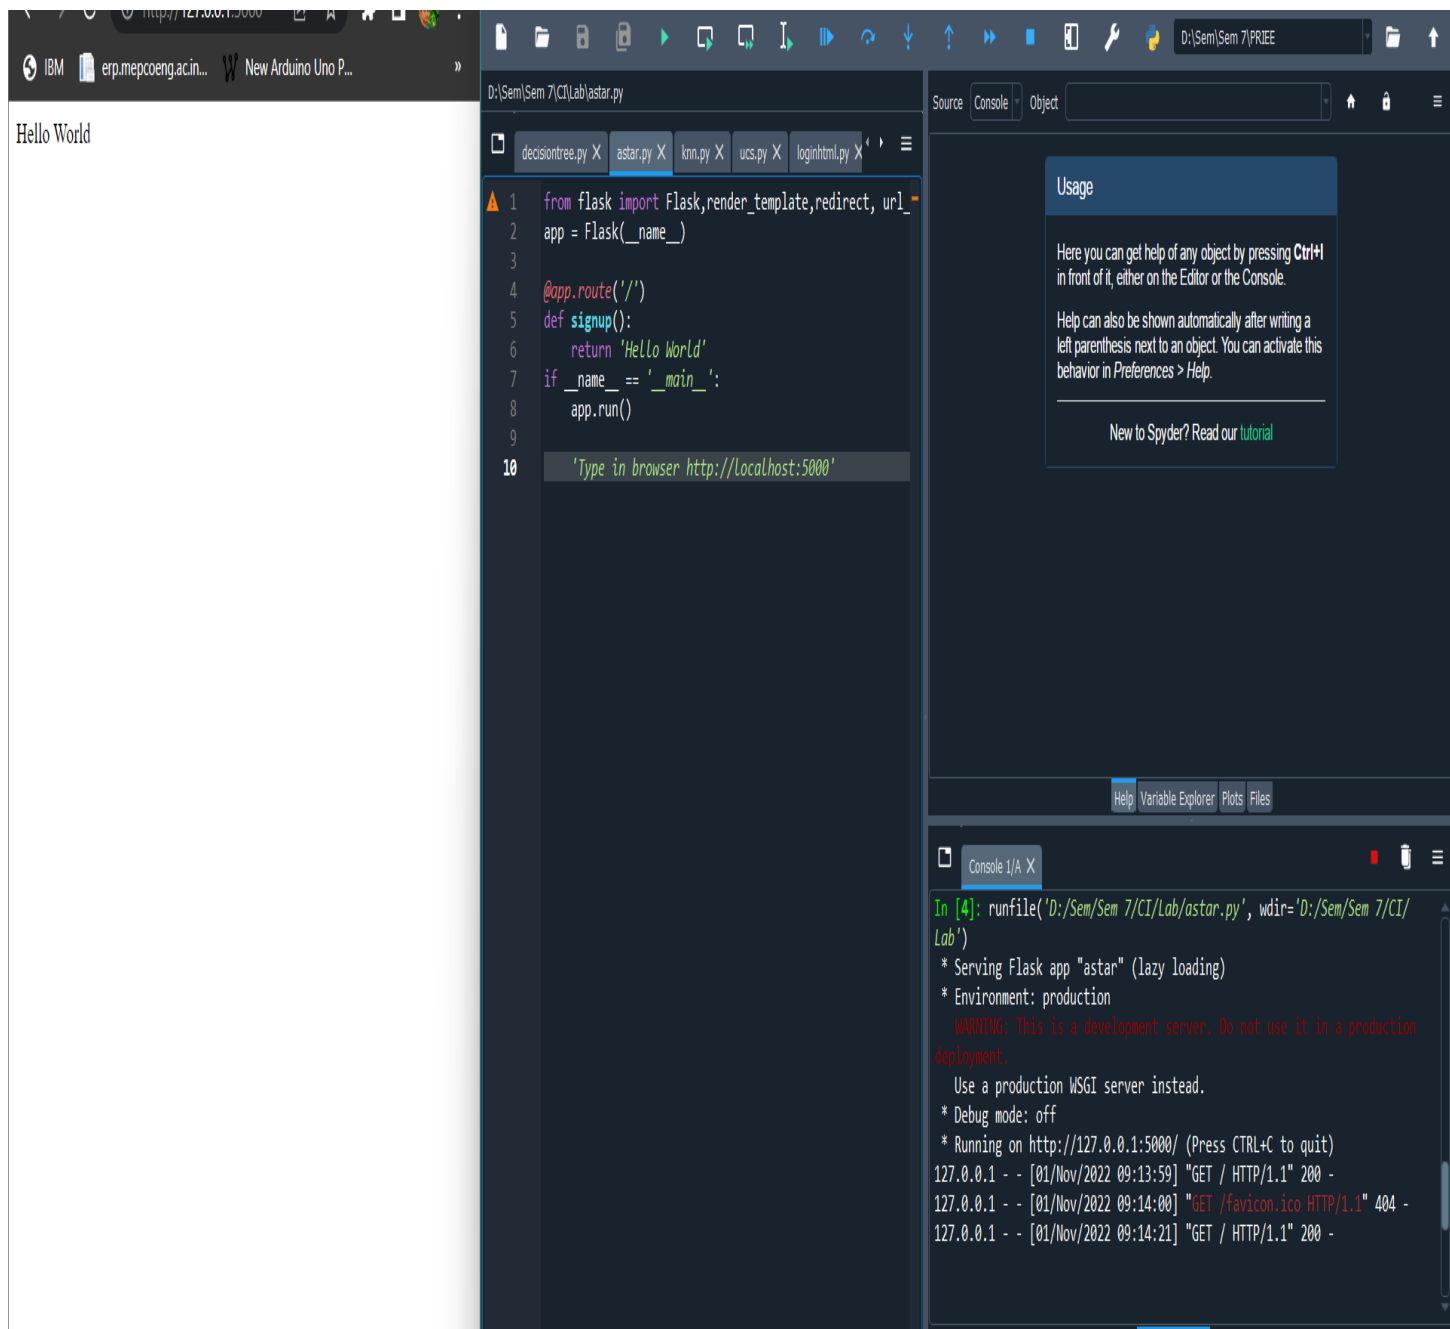 http://127.0.0.1:5000
IBM erp.mepcoeng.ac.in... New Arduino Uno P... »
Hello World
D:\Sem\Sem 7\PRIEE
D:\Sem\Sem 7\CI\Lab\astar.py
decisiontree.py astar.py knn.py ucs.py loginhtml.py
1 from flask import Flask,render_template,redirect, url_
2 app = Flask(__name__)
3
4 @app.route('/')
5 def signup():
6 return 'Hello World'
7 if __name__ == '__main__':
8 app.run()
9
10 'Type in browser http://localhost:5000'
Source Console Object
Usage
Here you can get help of any object by pressing Ctrl+I
in front of it, either on the Editor or the Console.
Help can also be shown automatically after writing a
left parenthesis next to an object. You can activate this
behavior in Preferences > Help.
New to Spyder? Read our tutorial
Help Variable Explorer Plots Files
Console 1/A
In [4]: runfile('D:/Sem/Sem 7/CI/Lab/astar.py', wdir='D:/Sem/Sem 7/CI/
Lab')
* Serving Flask app "astar" (lazy loading)
* Environment: production
WARNING: This is a development server. Do not use it in a production
deployment.
Use a production WSGI server instead.
* Debug mode: off
* Running on http://127.0.0.1:5000/ (Press CTRL+C to quit)
127.0.0.1 - - [01/Nov/2022 09:13:59] "GET / HTTP/1.1" 200 -
127.0.0.1 - - [01/Nov/2022 09:14:00] "GET /favicon.ico HTTP/1.1" 404 -
127.0.0.1 - - [01/Nov/2022 09:14:21] "GET / HTTP/1.1" 200 -